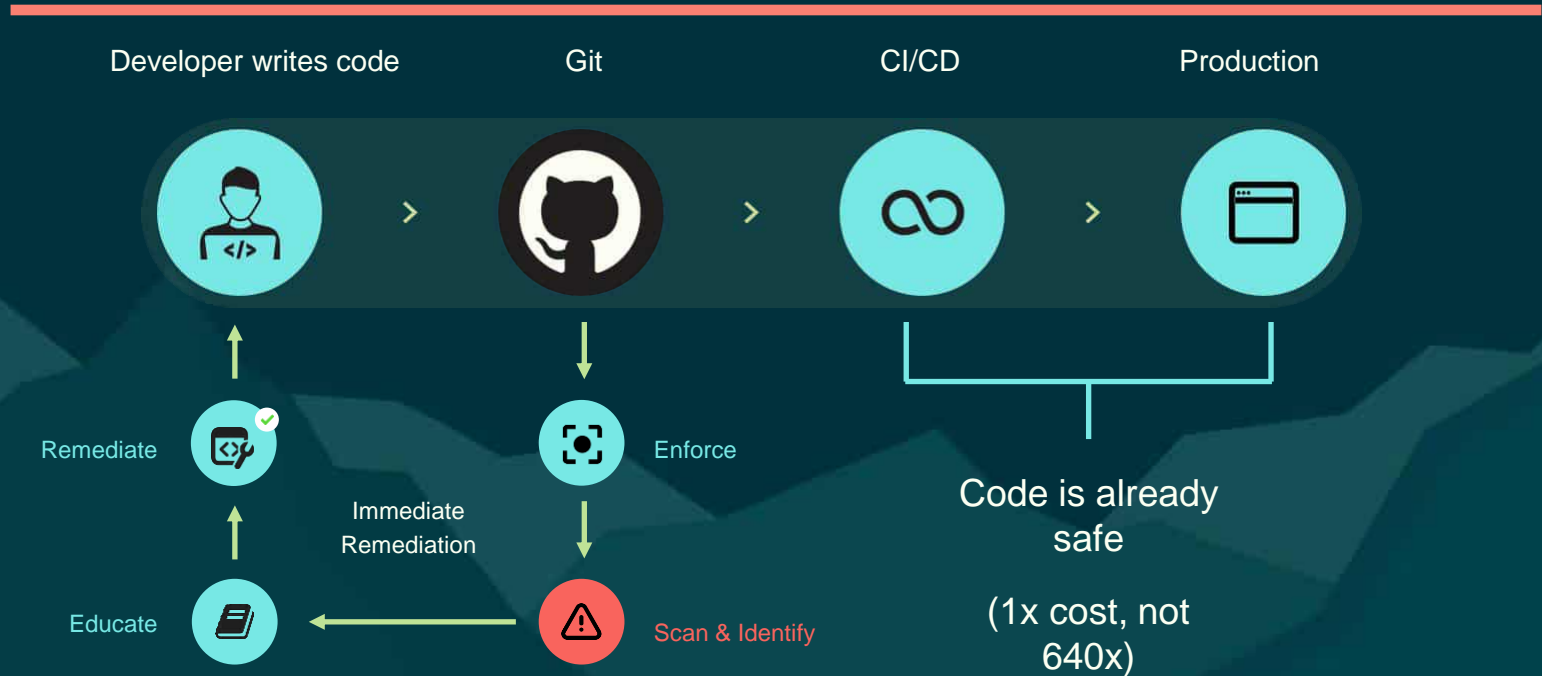 Developer writes code
Git
CI/CD
Production
</>
Remediate
<>
Enforce
Immediate
Remediation
Educate
Scan & Identify
Code is already
safe
(1x cost, not
640x)